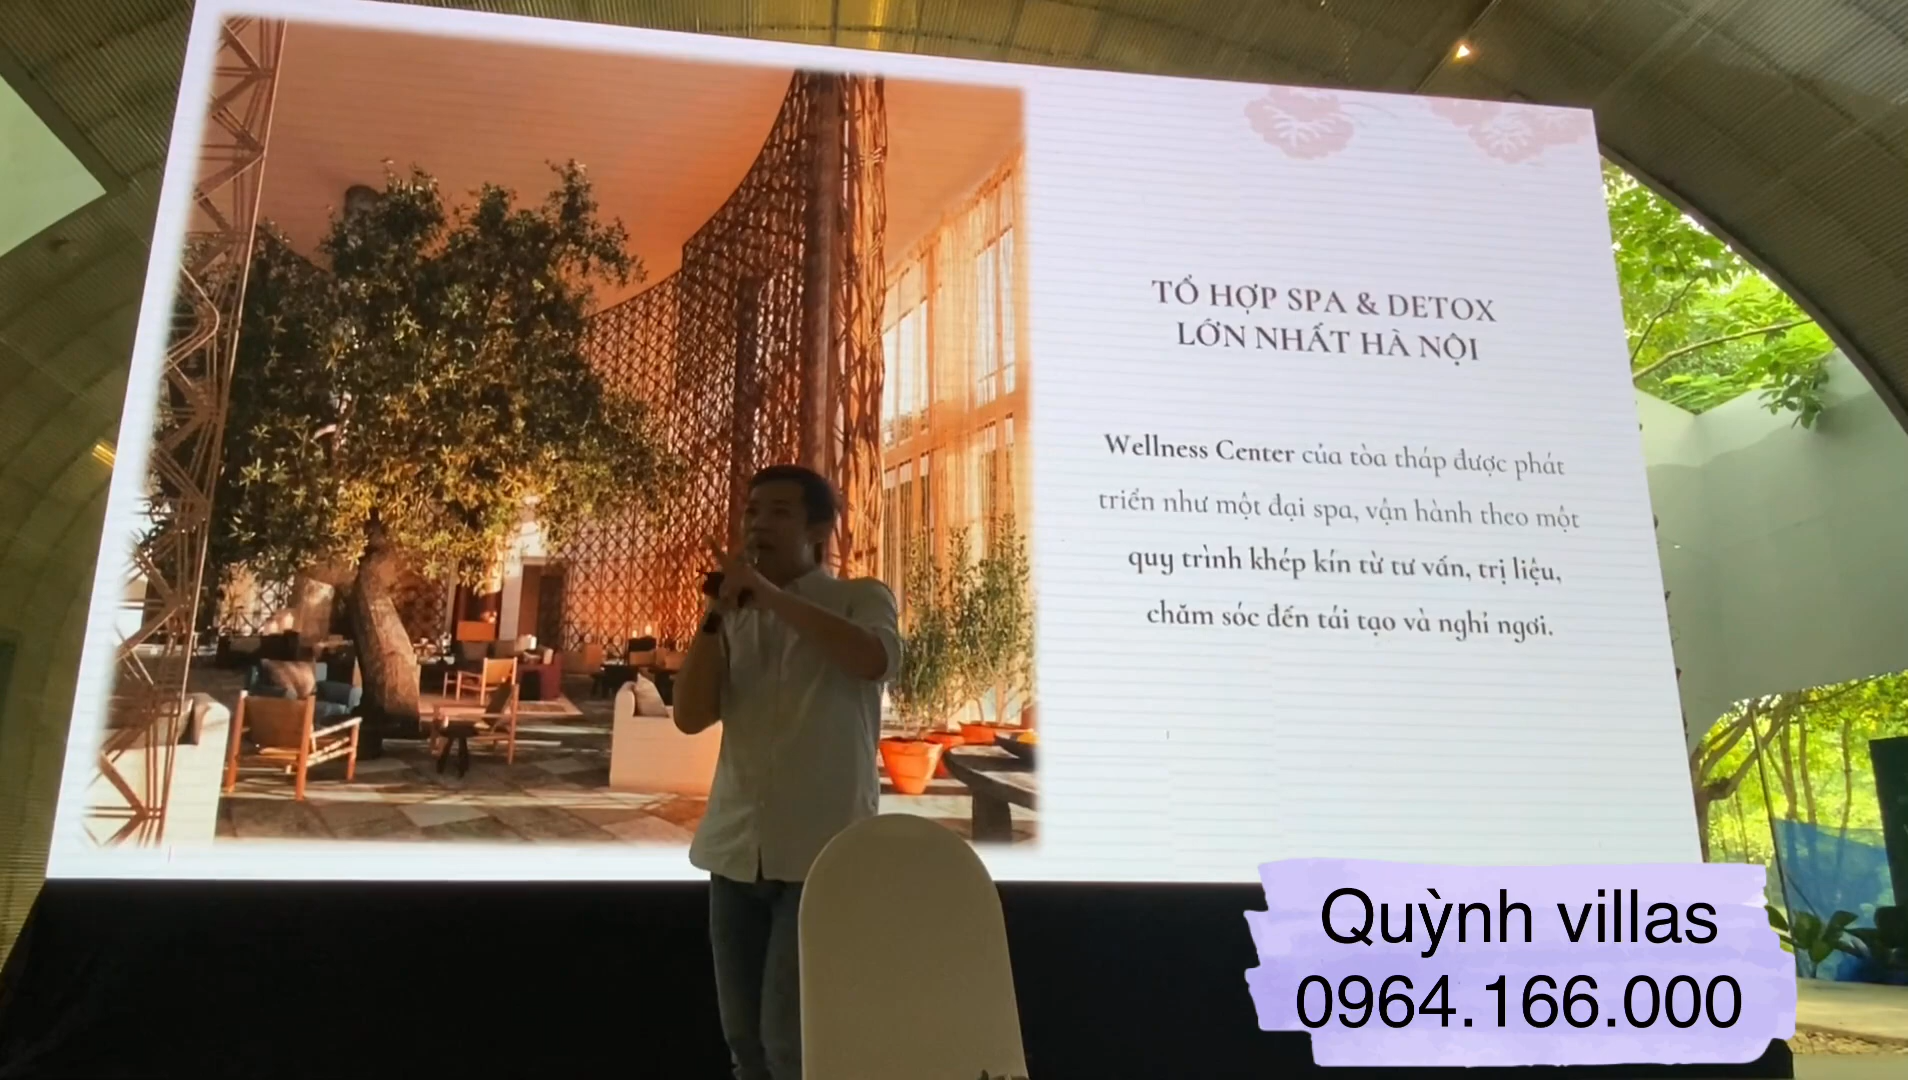 TỔ HỢP SPA & DETOX
LỚN NHẤT HÀ NỘI
Wellness Center của tòa tháp được phát
triển như một đại spa, vận hành theo một
quy trình khép kín từ tư vấn, trị liệu,
chăm sóc đến tái tạo và nghỉ ngơi.
Quỳnh villas
0964.166.000